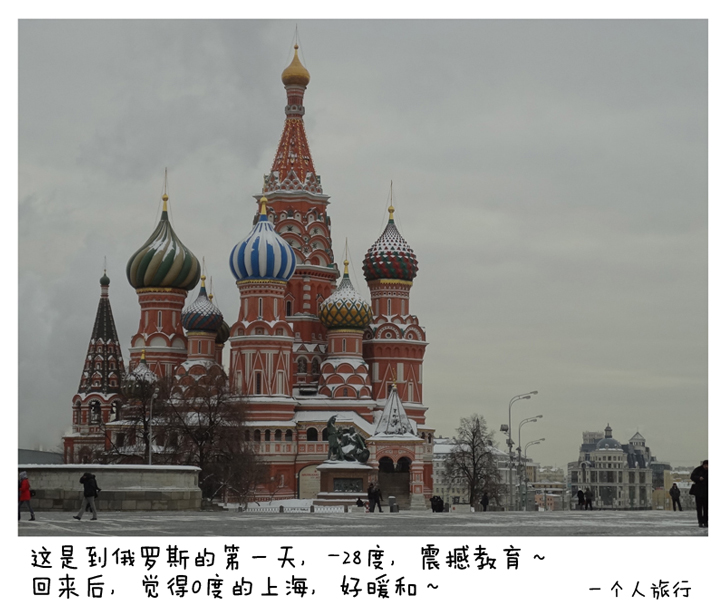 这是到俄罗斯的第一天, -28度, 震撼教育~
回来后, 觉得0度的上海, 好暖和~
一个人旅行